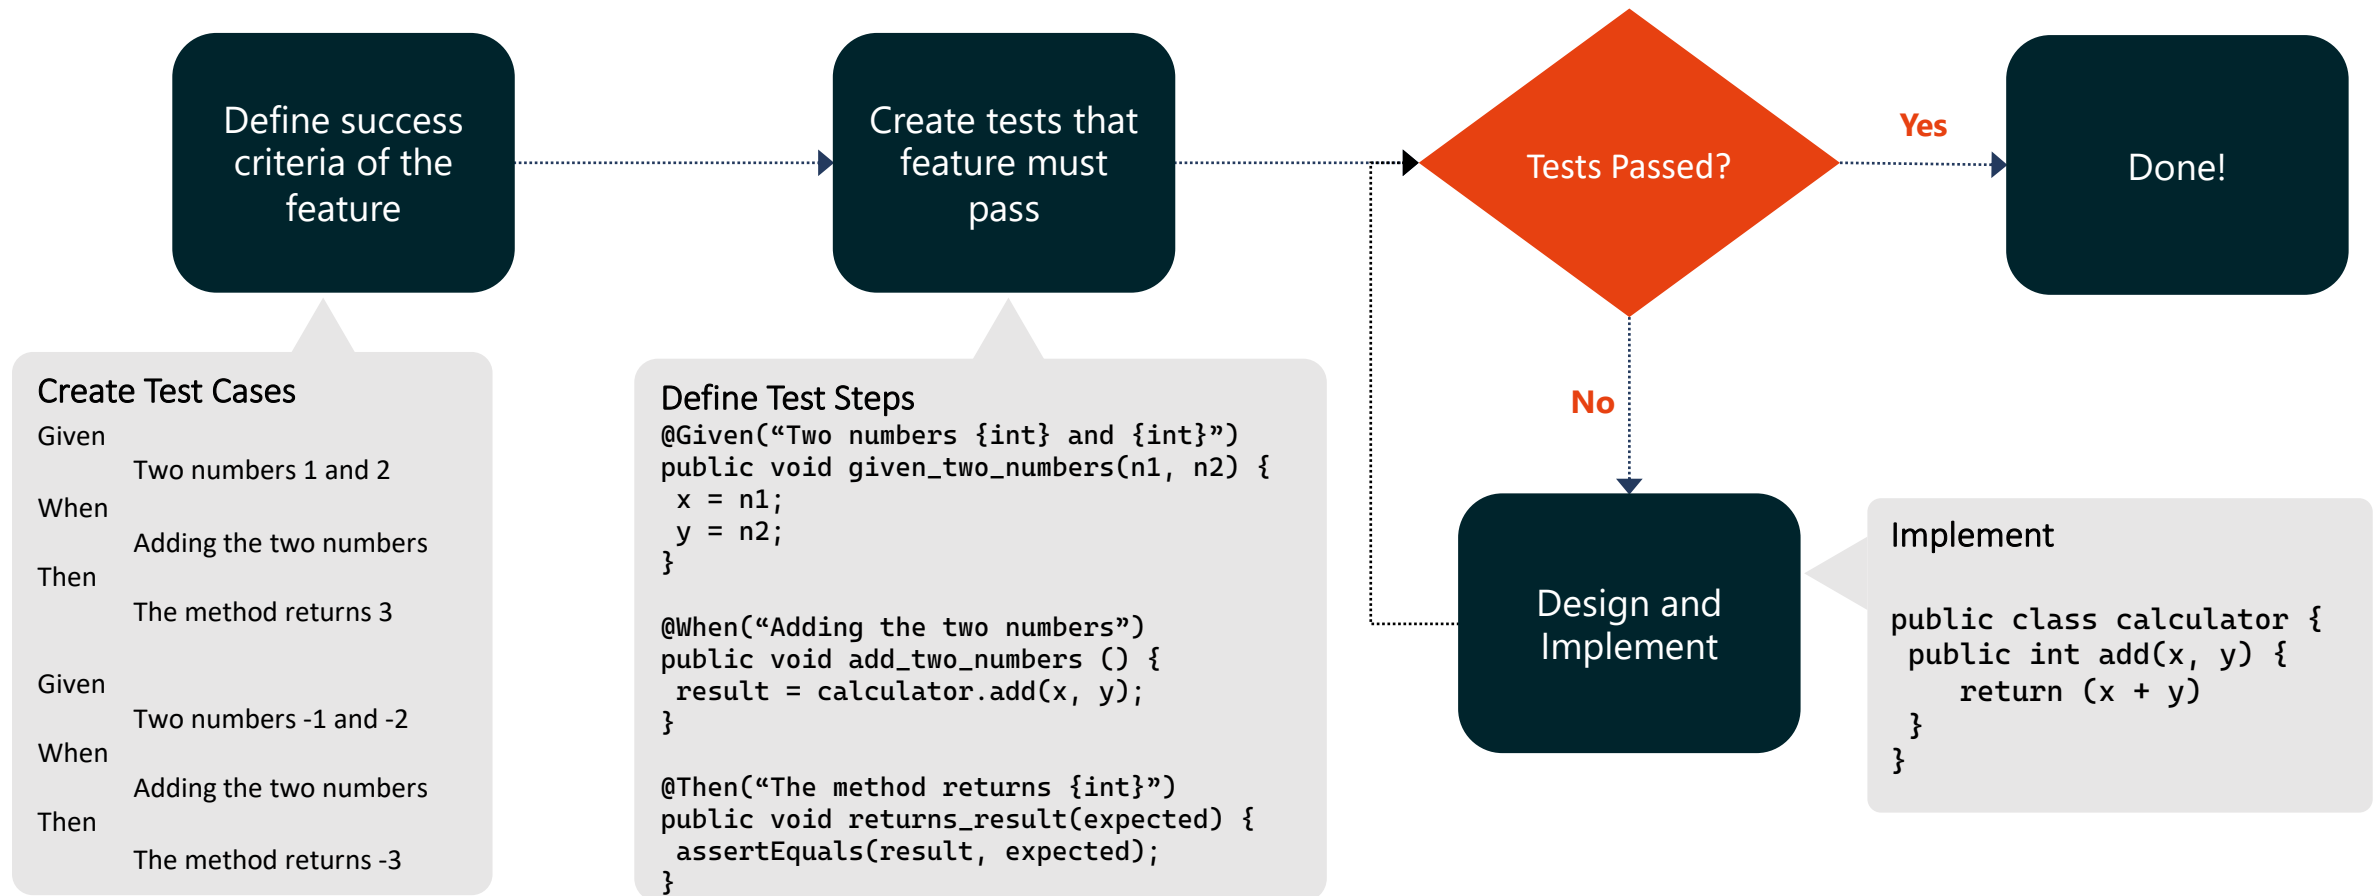 Define success
criteria of the
feature
Create tests that
feature must
pass
Tests Passed?
Yes
Done!
No
Design and
Implement
Create Test Cases
Given
Two numbers 1 and 2
When
Adding the two numbers
Then
The method returns 3
Given
Two numbers -1 and -2
When
Adding the two numbers
Then
The method returns -3
Define Test Steps
@Given(“Two numbers {int} and {int}”)
public void given_two_numbers(n1, n2) {
x = n1;
y = n2;
}
@When(“Adding the two numbers”)
public void add_two_numbers () {
result = calculator.add(x, y);
}
@Then(“The method returns {int}”)
public void returns_result(expected) {
assertEquals(result, expected);
}
Implement
public class calculator {
public int add(x, y) {
return (x + y)
}
}